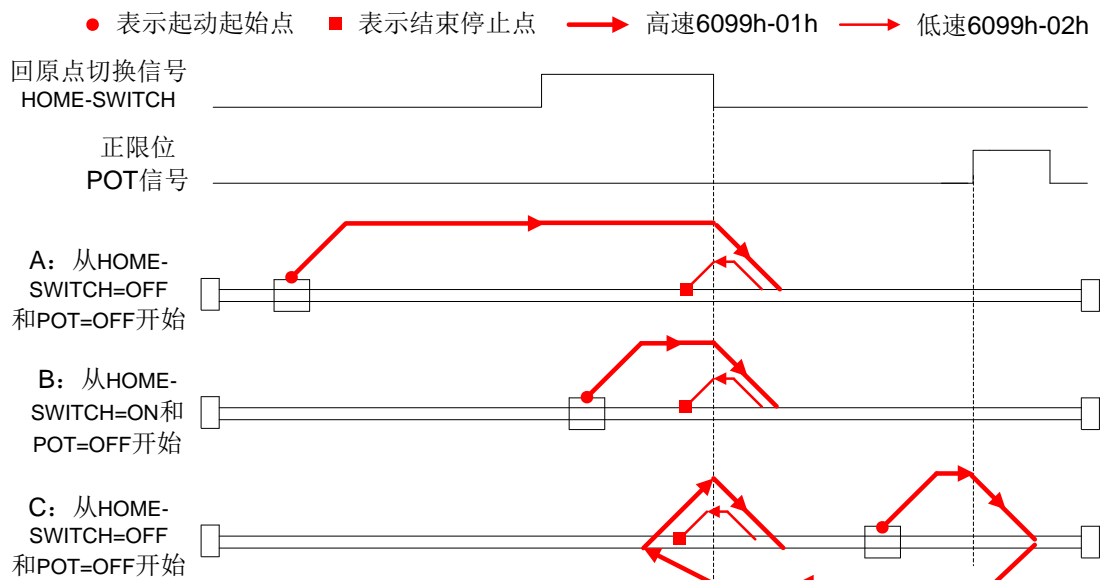 表示起动起始点 表示结束停止点 高速6099h-01h 低速6099h-02h
回原点切换信号
HOME-SWITCH
正限位
POT信号
A：从HOME-
SWITCH=OFF
和POT=OFF开始
B：从HOME-
SWITCH=ON和
POT=OFF开始
C：从HOME-
SWITCH=OFF
和POT=OFF开始